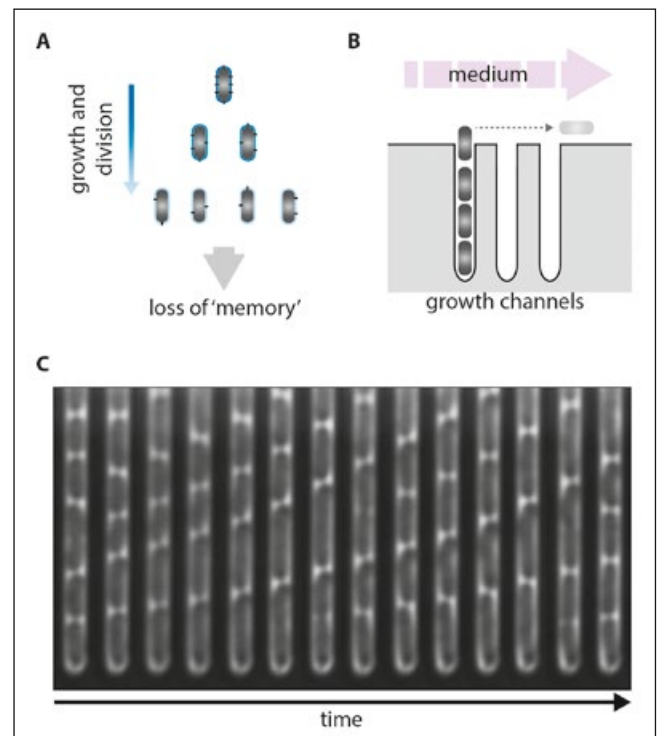 A
growth and
division
loss of 'memory'
B
medium
growth channels
C
time